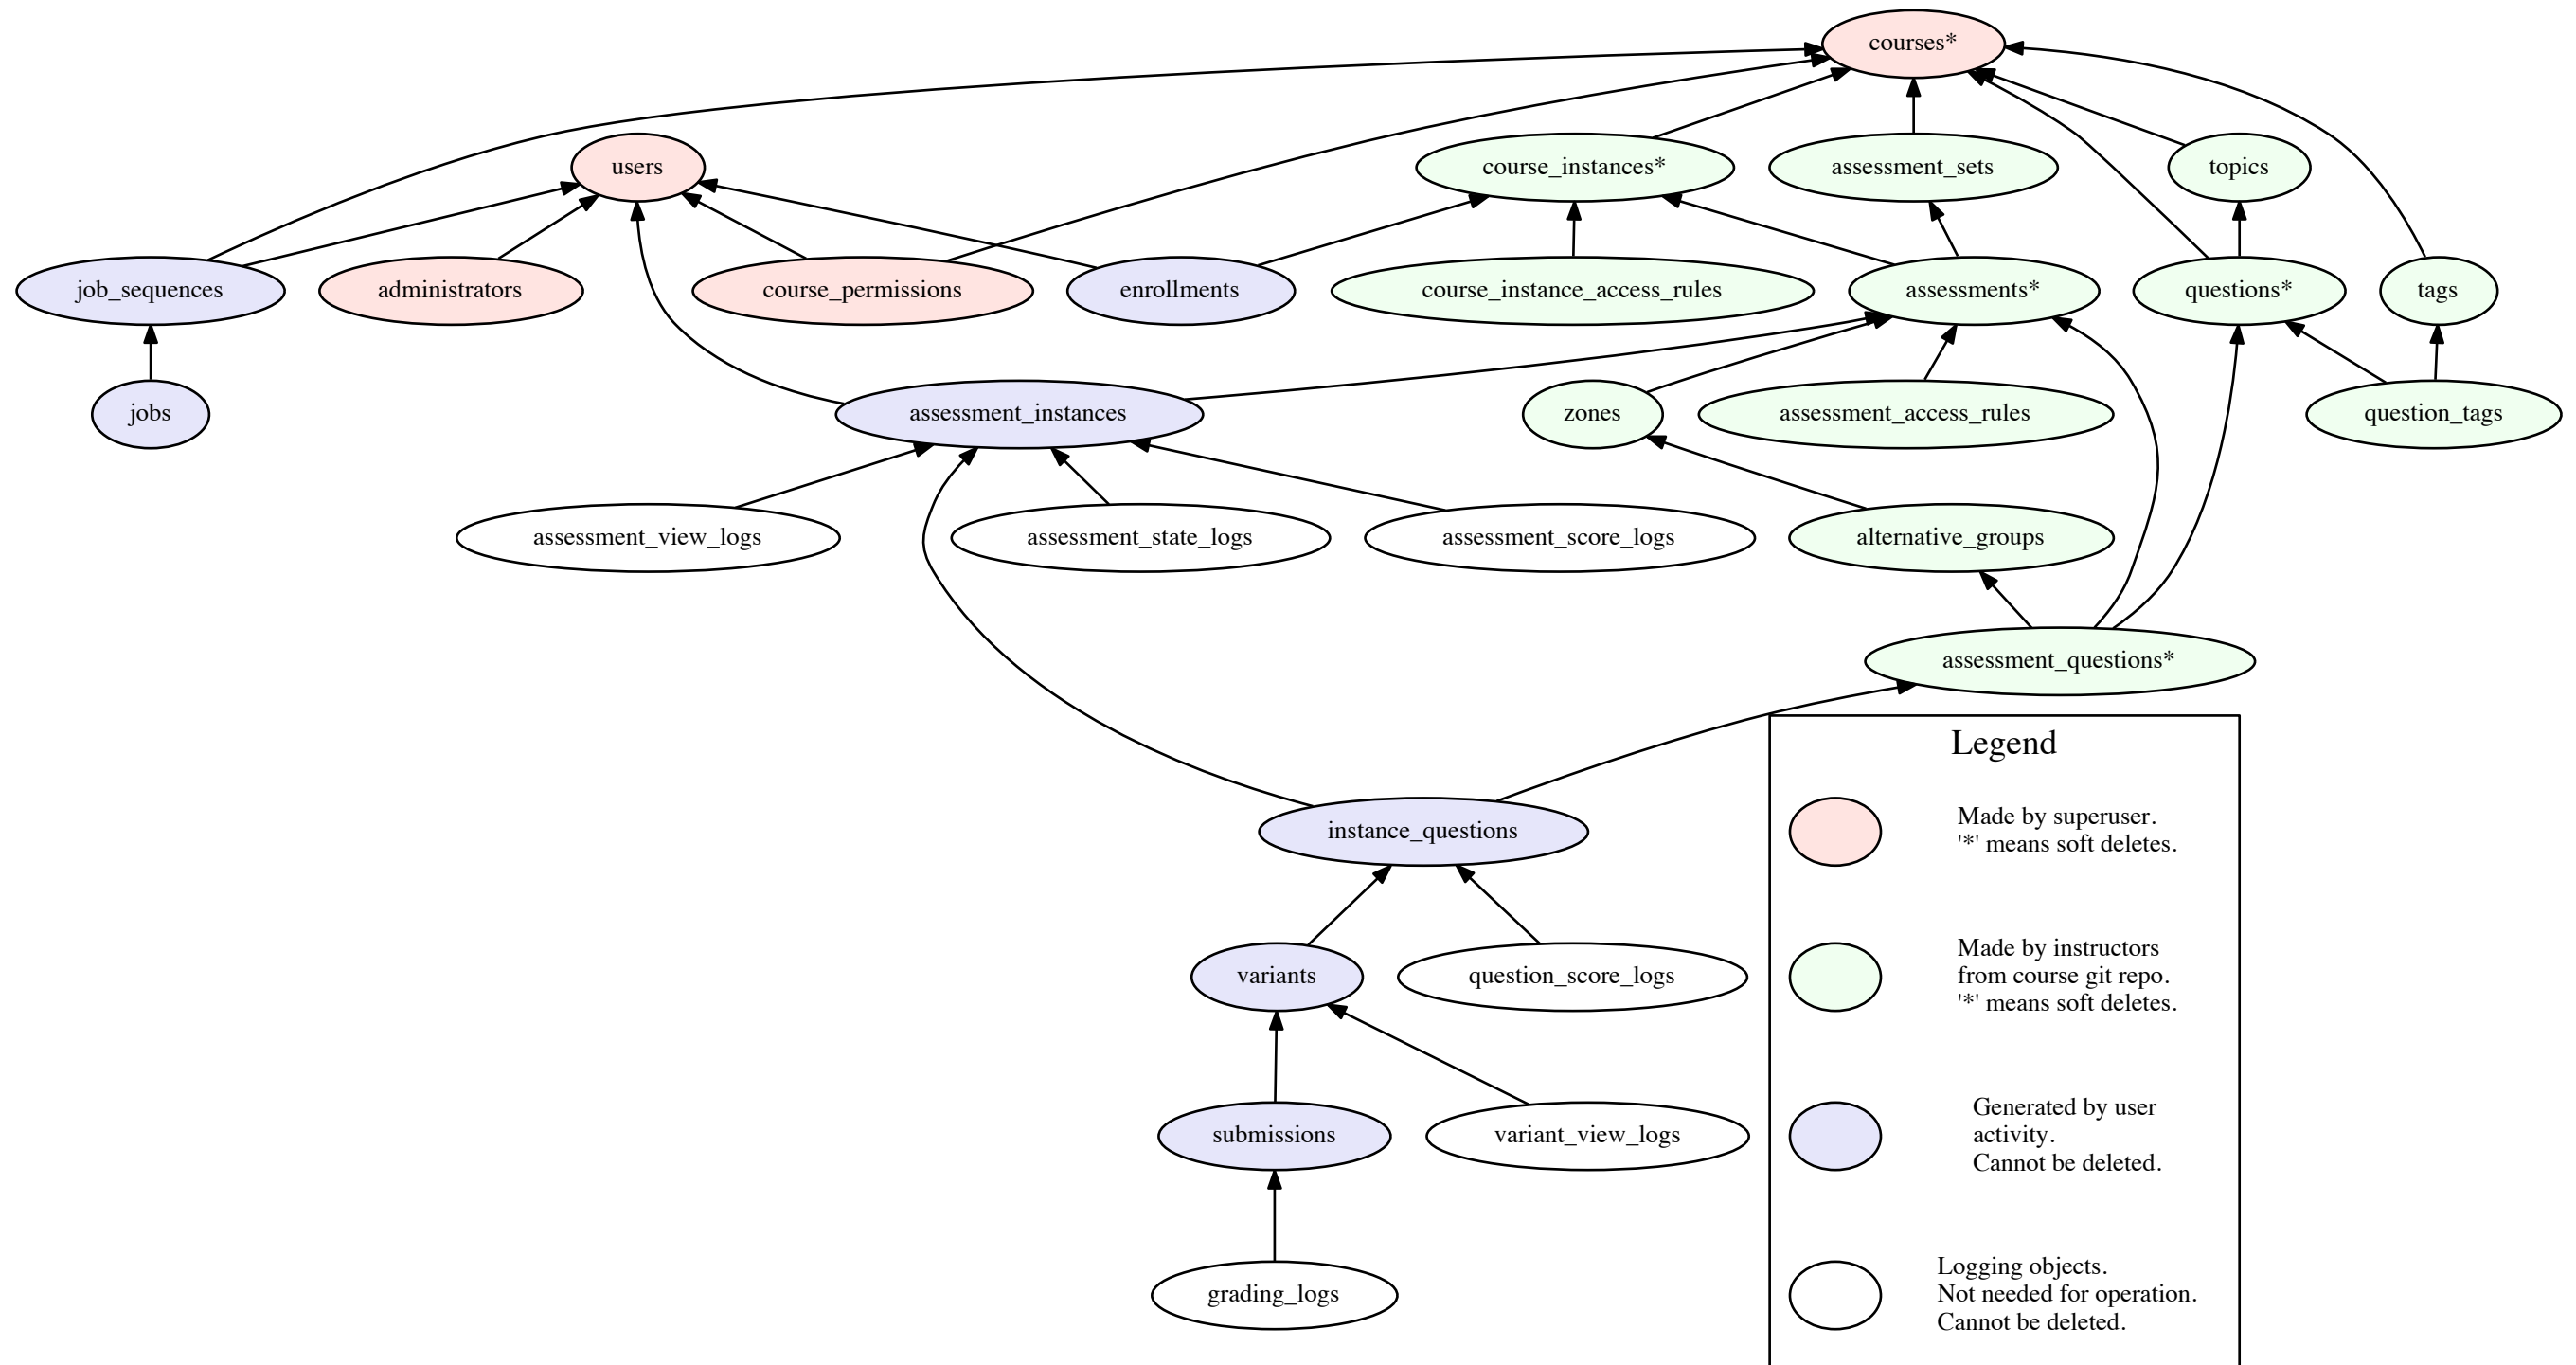 courses*
users
course_instances*
assessment_sets
topics
job_sequences
administrators
course_permissions
enrollments
course_instance_access_rules
assessments*
questions*
tags
jobs
assessment_instances
zones
assessment_access_rules
question_tags
assessment_view_logs
assessment_state_logs
assessment_score_logs
alternative_groups
assessment_questions*
Legend
instance_questions
Made by superuser.
'*' means soft deletes.
variants
question_score_logs
Made by instructors
from course git repo.
'*' means soft deletes.
submissions
variant_view_logs
Generated by user
activity.
Cannot be deleted.
grading_logs
Logging objects.
Not needed for operation.
Cannot be deleted.